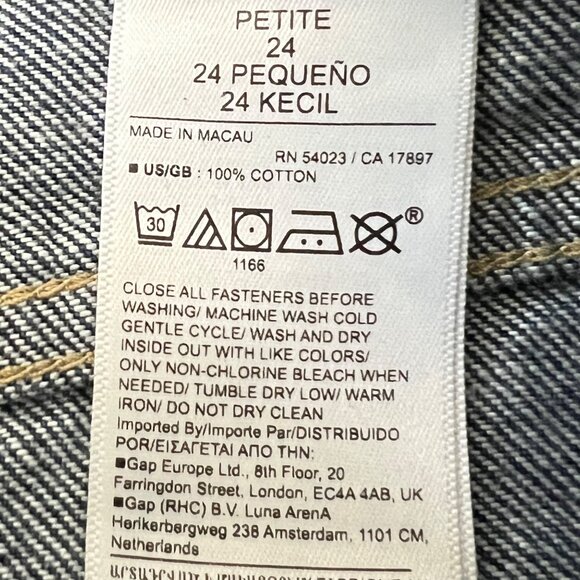 PETITE
24
24 PEQUEÑO
24 KECIL
MADE IN MACAU
RN 54023 / CA 17897
■ US/GB : 100% COTTON
30
®
1166
CLOSE ALL FASTENERS BEFORE
WASHING/ MACHINE WASH COLD
GENTLE CYCLE/ WASH AND DRY
INSIDE OUT WITH LIKE COLORS/
ONLY NON-CHLORINE BLEACH WHEN
NEEDED/ TUMBLE DRY LOW/ WARM
IRON/ DO NOT DRY CLEAN
Imported By/Importe Par/DISTRIBUIDO
POR/ΕΙΣΑΓΕΤΑΙ ΑΠΟ ΤΗΝ:
■Gap Europe Ltd., 8th Floor, 20
Farringdon Street, London, EC4A 4AB, UK
■Gap (RHC) B.V. Luna ArenA
Herikerbergweg 238 Amsterdam, 1101 CM,
Netherlands